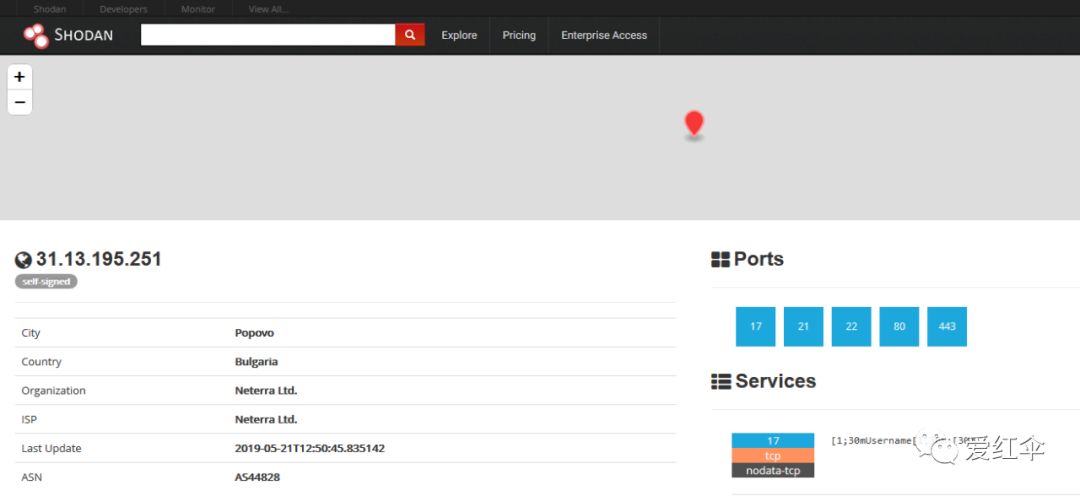 Shodan Developers Monitor View All...
SHODAN Explore Pricing Enterprise Access
+
−
31.13.195.251
self-signed
City Popovo
Country Bulgaria
Organization Neterra Ltd.
ISP Neterra Ltd.
Last Update 2019-05-21T12:50:45.835142
ASN AS44828
Ports
17 21 22 80 443
Services
17
tcp
nodata-tcp
[1;30mUsername[
爱红伞